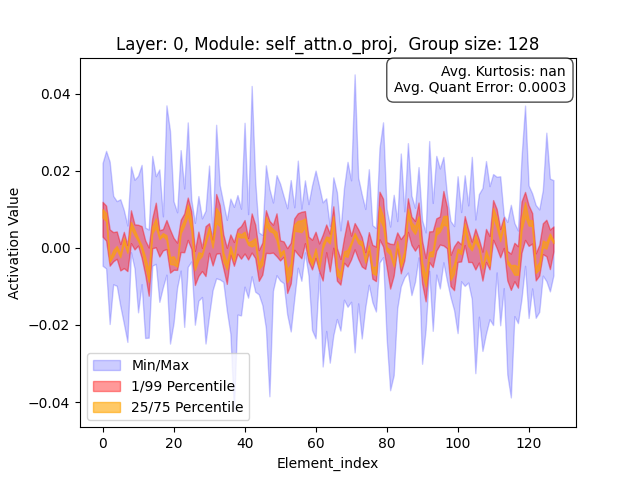 Layer: 0, Module: self_attn.o_proj,  Group size: 128
Avg. Kurtosis: nan
Avg. Quant Error: 0.0003
Activation Value
0.04
0.02
0.00
−0.02
−0.04
Min/Max
1/99 Percentile
25/75 Percentile
0 20 40 60 80 100 120
Element_index